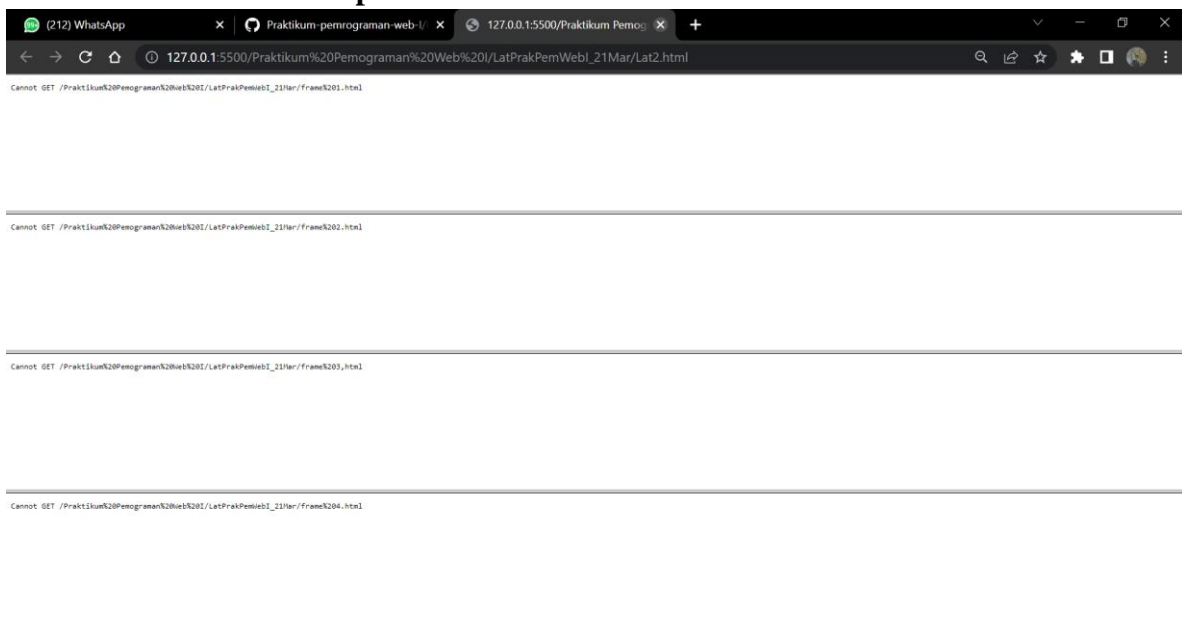 (212) WhatsApp
Praktikum-pemrograman-web-I/
127.0.0.1:5500/Praktikum Pemog
127.0.0.1:5500/Praktikum%20Pemograman%20Web%20I/LatPrakPemWebI_21Mar/Lat2.html
Cannot GET /Praktikum%20Pemograman%20Web%20I/LatPrakPemWebI_21Mar/frame%201.html
Cannot GET /Praktikum%20Pemograman%20Web%20I/LatPrakPemWebI_21Mar/frame%202.html
Cannot GET /Praktikum%20Pemograman%20Web%20I/LatPrakPemWebI_21Mar/frame%203,html
Cannot GET /Praktikum%20Pemograman%20Web%20I/LatPrakPemWebI_21Mar/frame%204.html